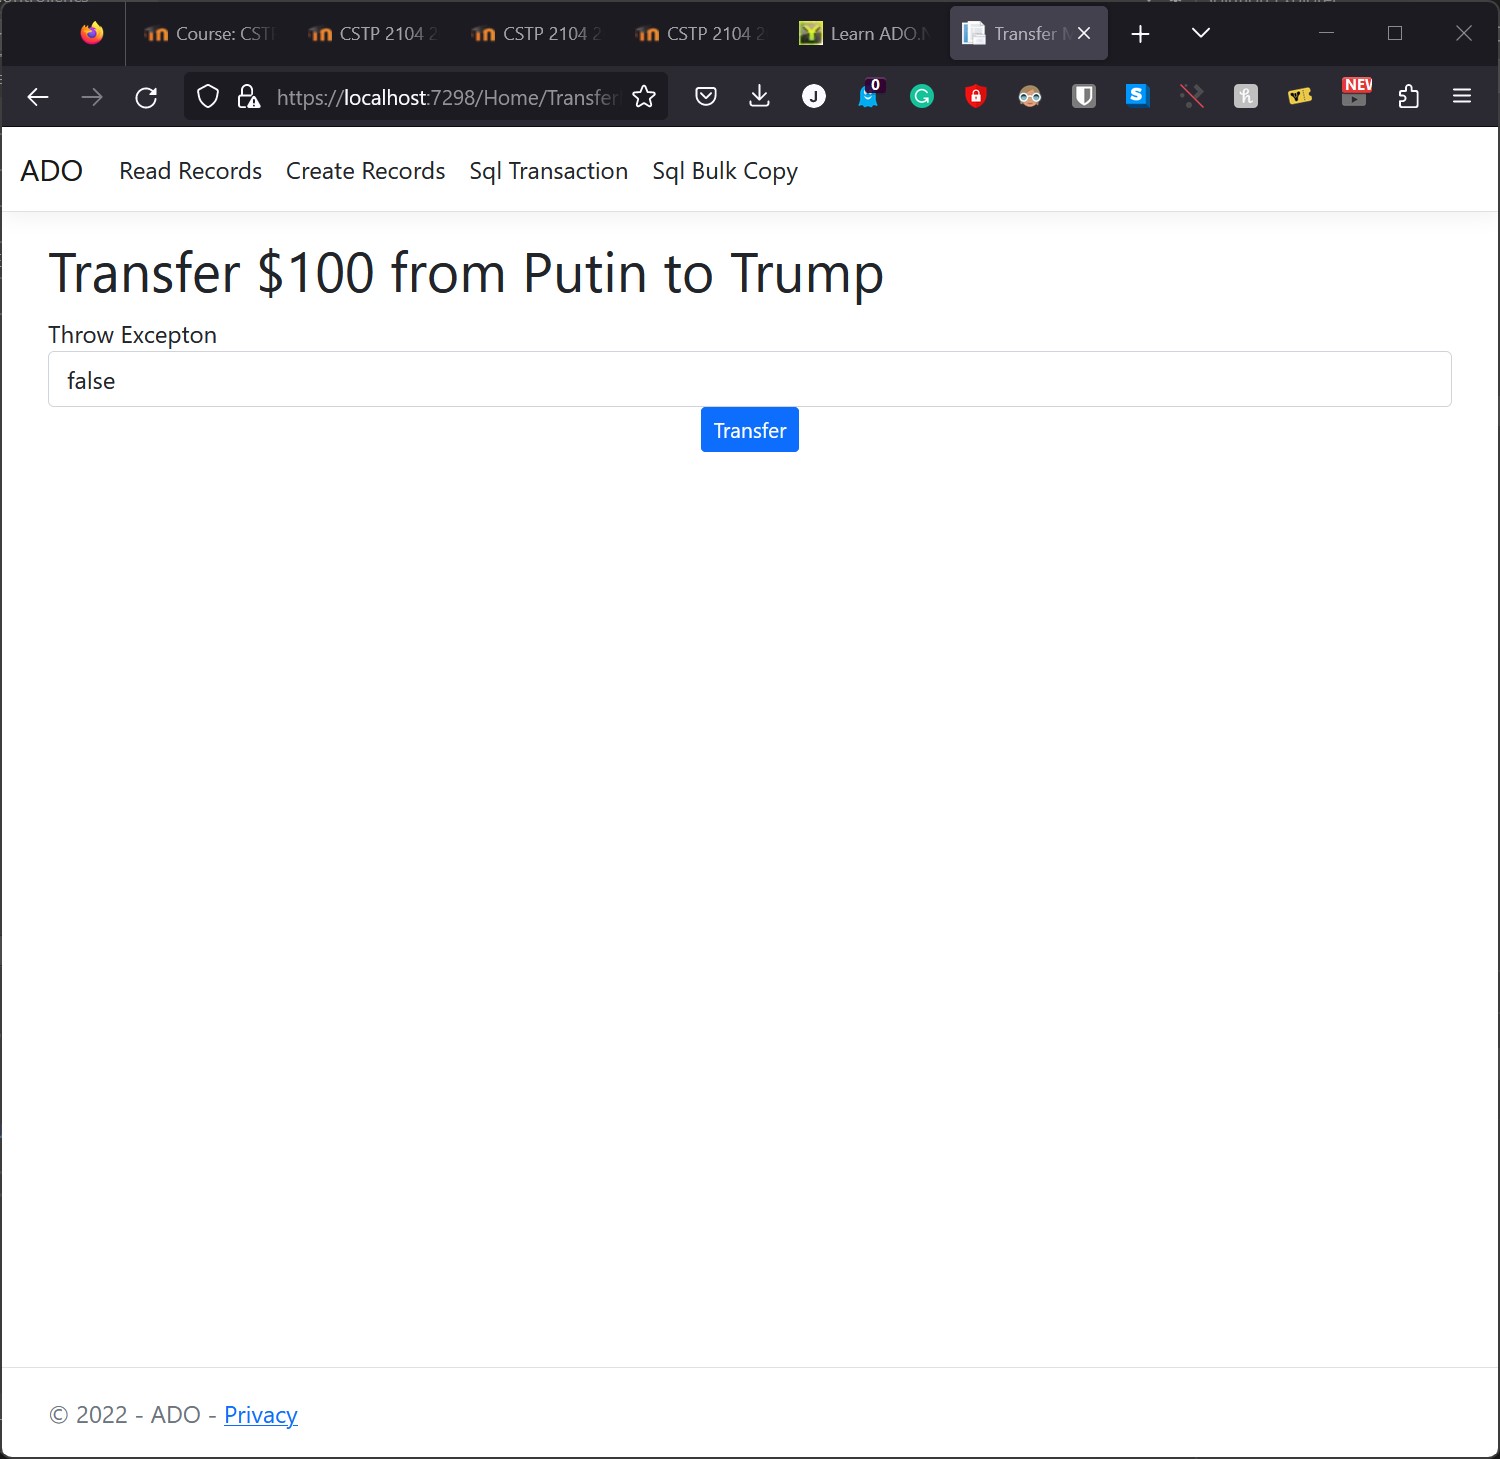 Course: CSTP
CSTP 2104 2
CSTP 2104 2
CSTP 2104 2
Learn ADO.N
Transfer M
https://localhost:7298/Home/Transfer
0
NEW
ADO
Read Records
Create Records
Sql Transaction
Sql Bulk Copy
Transfer $100 from Putin to Trump
Throw Excepton
false
Transfer
© 2022 - ADO - Privacy